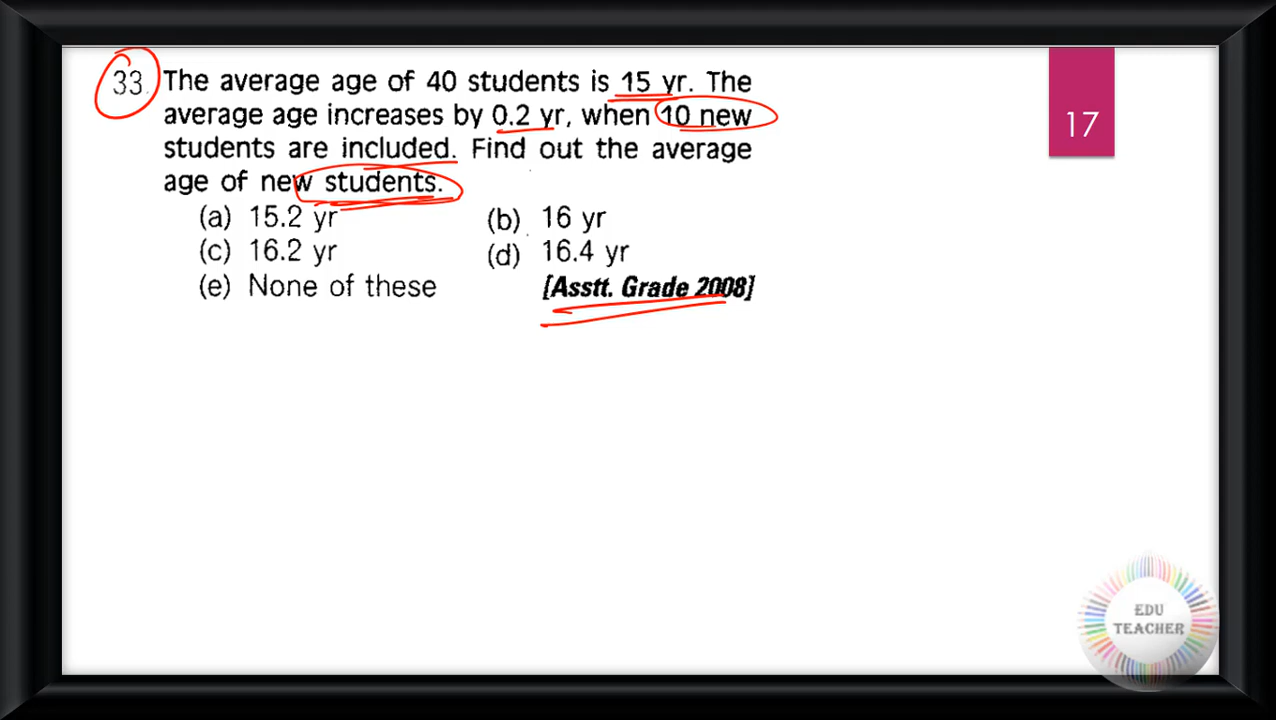 33. The average age of 40 students is 15 yr. The
average age increases by 0.2 yr, when 10 new
students are included. Find out the average
age of new students.
(a) 15.2 yr (b) 16 yr
(c) 16.2 yr (d) 16.4 yr
(e) None of these [Asstt. Grade 2008]
17
EDU
TEACHER